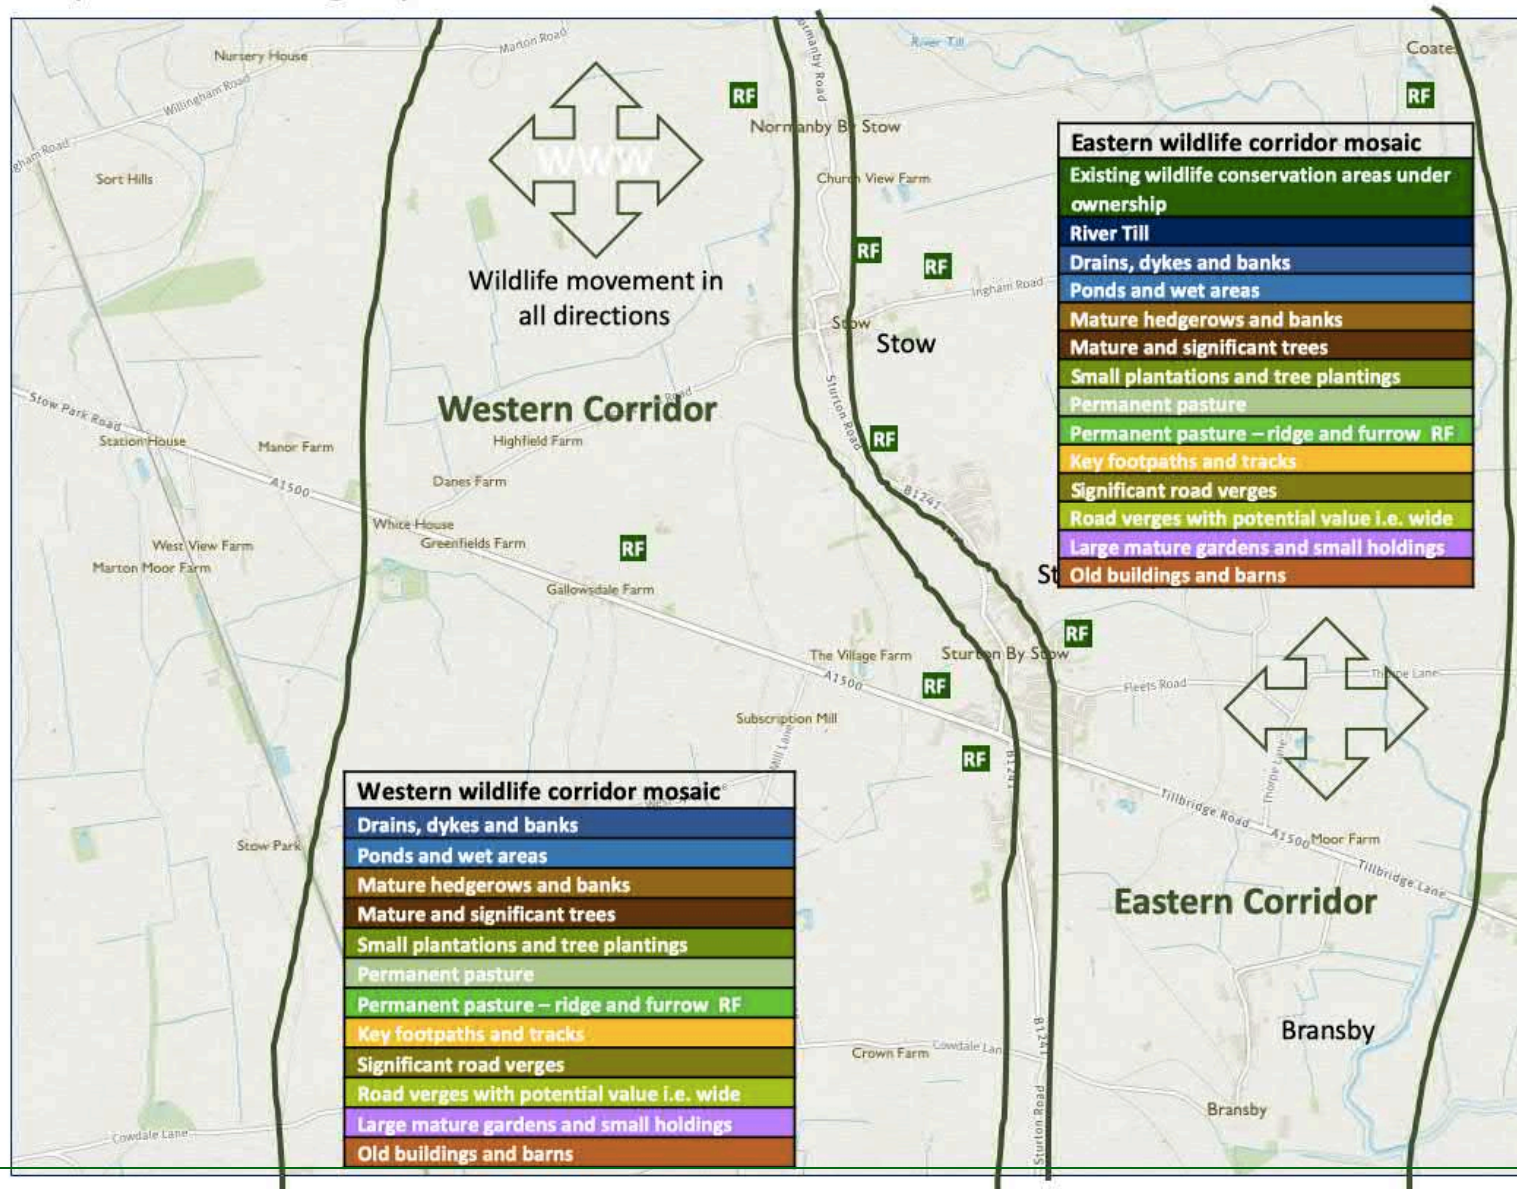 Nursery House
Marton Road
Willingham Road
gham Road
Sort Hills
WWW
Wildlife movement in
all directions
RF
Normanby By Stow
Church View Farm
River Till
Coates
RF
RF
RF
Ingham Road
Stow
Stow
Sturton Road
RF
B1241
Western Corridor
Road
Highfield Farm
Danes Farm
Stow Park Road
Station House
Manor Farm
A1500
White House
Greenfields Farm
West View Farm
Marton Moor Farm
RF
Gallowsdale Farm
The Village Farm
A1500
Sturton By Stow
St
RF
RF
RF
Subscription Mill
Mill Lane
B1241
Fleets Road
Thorpe Lane
Thorpe Lane
Tillbridge Road
A1500
Moor Farm
Tillbridge Lane
Eastern Corridor
Bransby
Bransby
Stow Park
Crown Farm
Cowdale Lan
B1241
Sturton Road
Cowdale Lane
Eastern wildlife corridor mosaic
Existing wildlife conservation areas under
ownership
River Till
Drains, dykes and banks
Ponds and wet areas
Mature hedgerows and banks
Mature and significant trees
Small plantations and tree plantings
Permanent pasture
Permanent pasture – ridge and furrow RF
Key footpaths and tracks
Significant road verges
Road verges with potential value i.e. wide
Large mature gardens and small holdings
Old buildings and barns
Western wildlife corridor mosaic
Drains, dykes and banks
Ponds and wet areas
Mature hedgerows and banks
Mature and significant trees
Small plantations and tree plantings
Permanent pasture
Permanent pasture – ridge and furrow RF
Key footpaths and tracks
Significant road verges
Road verges with potential value i.e. wide
Large mature gardens and small holdings
Old buildings and barns